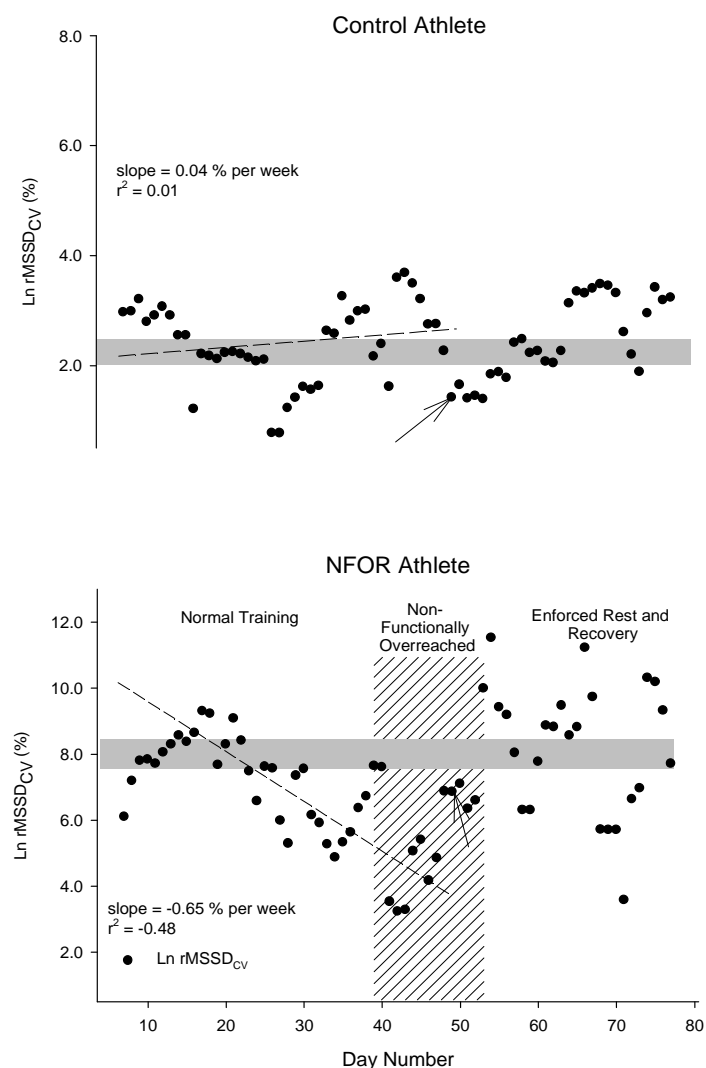 Control Athlete
8.0
6.0
4.0
2.0
Ln rMSSD_CV (%)
slope = 0.04 % per week
r² = 0.01
NFOR Athlete
12.0
10.0
8.0
6.0
4.0
2.0
Ln rMSSD_CV (%)
Normal Training
Non-
Functionally
Overreached
Enforced Rest and
Recovery
slope = -0.65 % per week
r² = -0.48
Ln rMSSD_CV
10 20 30 40 50 60 70 80
Day Number